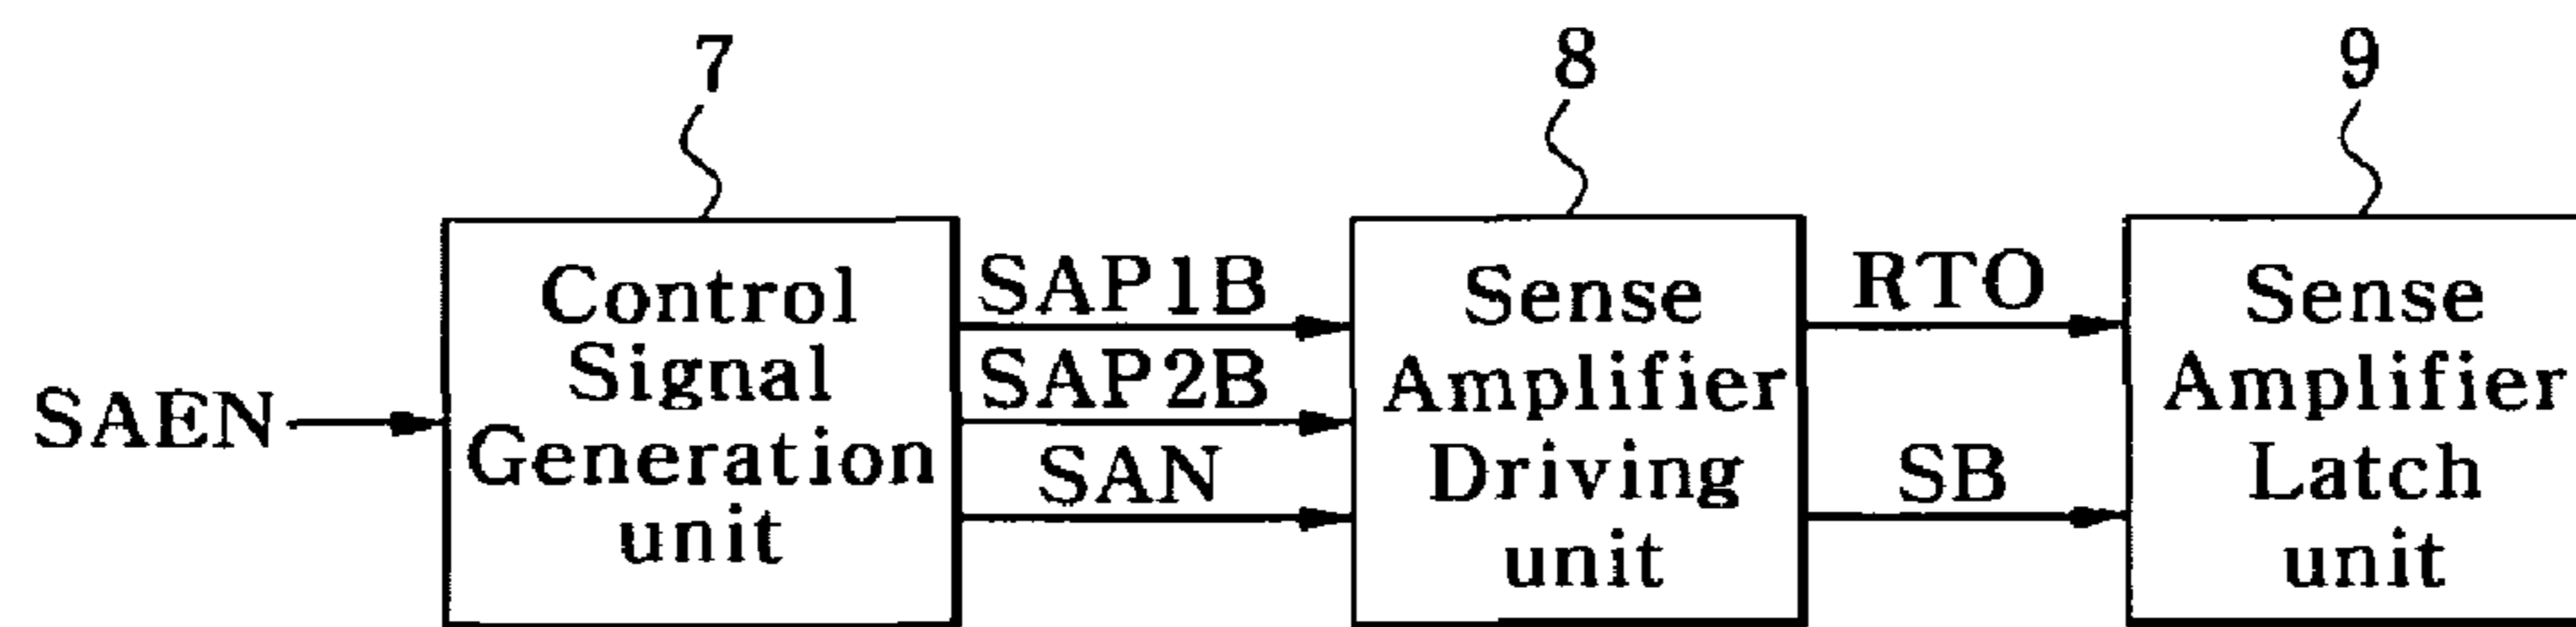 7
8
9
SAEN
Control
Signal
Generation
unit
SAP1B
SAP2B
SAN
Sense
Amplifier
Driving
unit
RTO
SB
Sense
Amplifier
Latch
unit